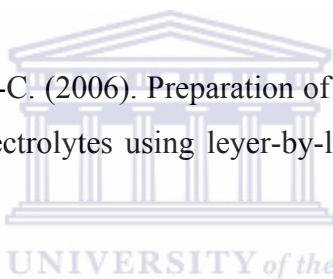 -C. (2006). Preparation of
ectrolytes using leyer-by-l
UNIVERSITY of the